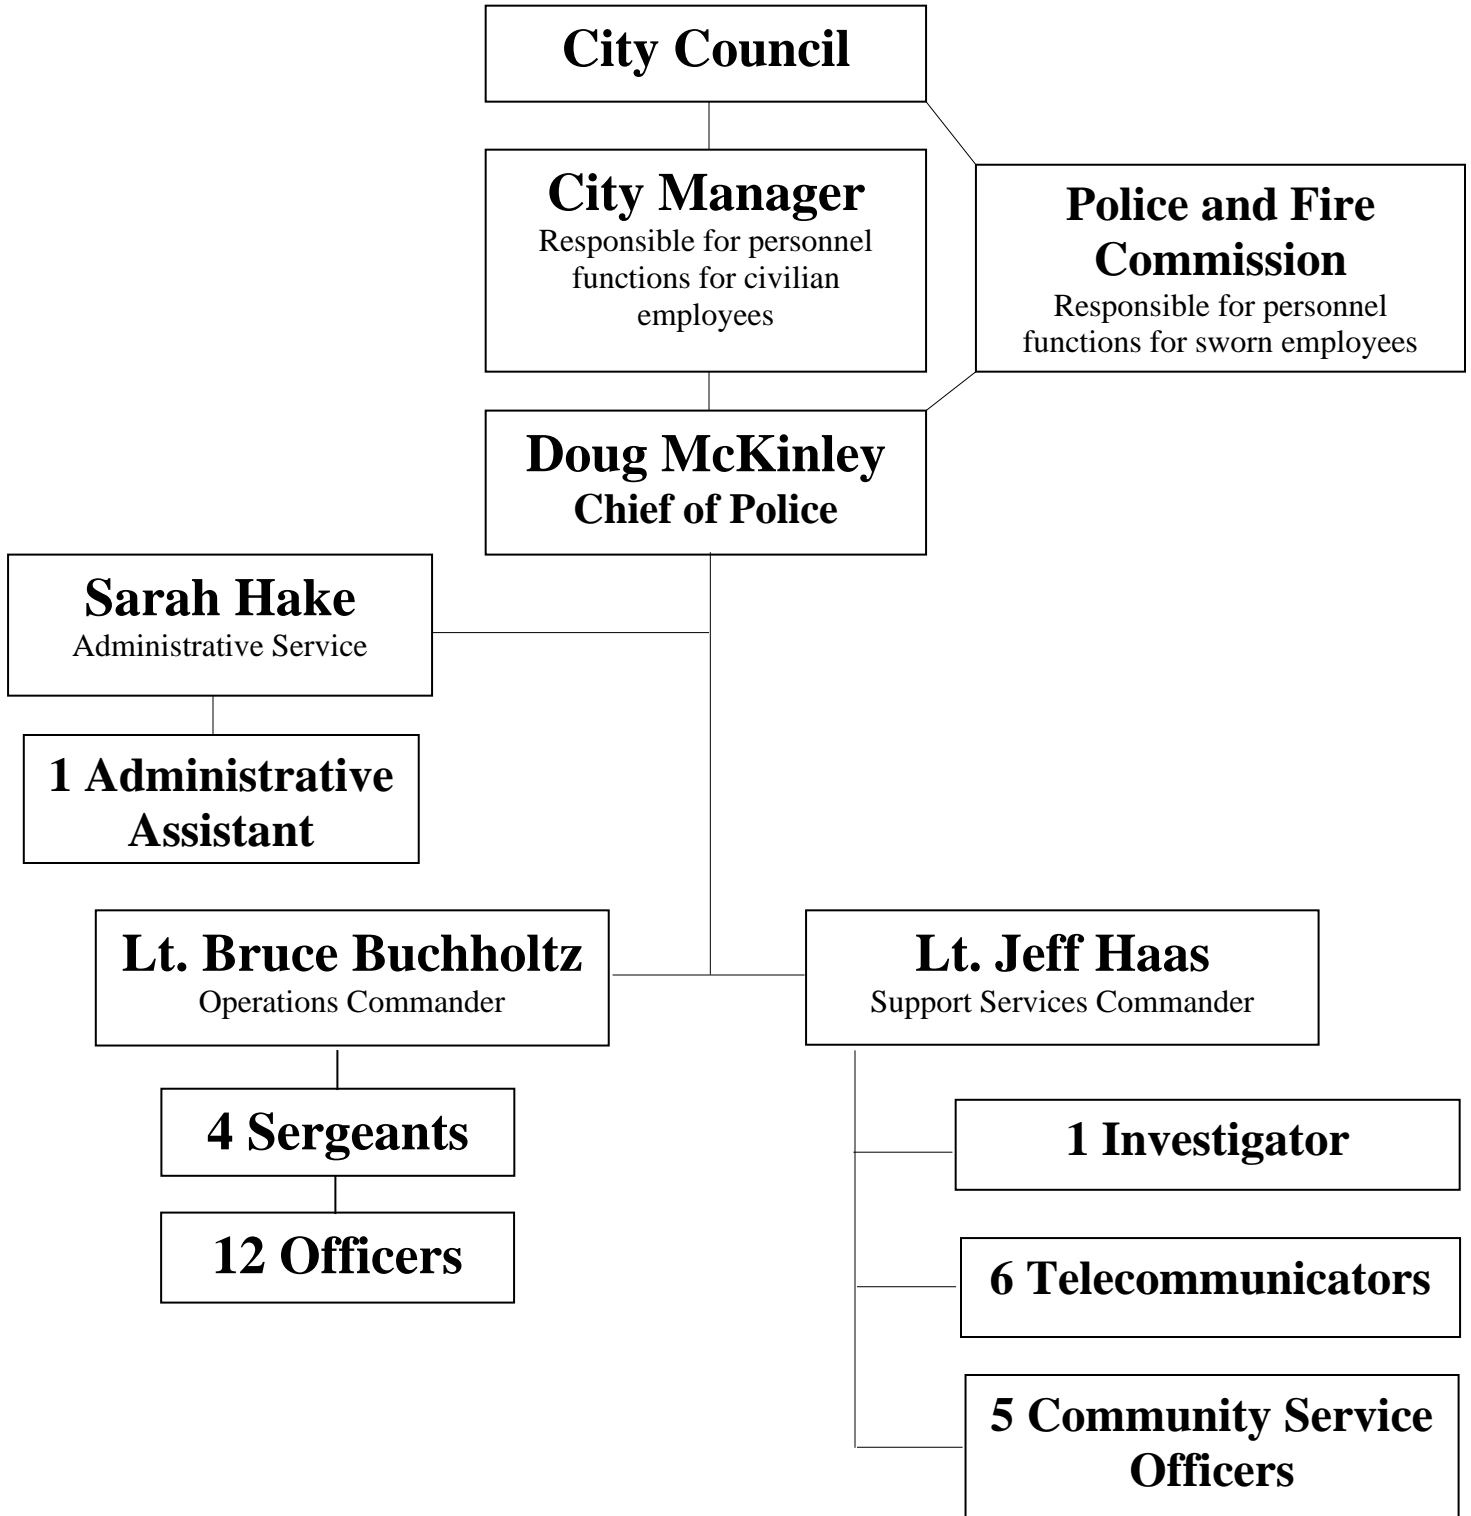 City Council
City Manager
Responsible for personnel
functions for civilian
employees
Police and Fire
Commission
Responsible for personnel
functions for sworn employees
Doug McKinley
Chief of Police
Sarah Hake
Administrative Service
1 Administrative
Assistant
Lt. Bruce Buchholtz
Operations Commander
Lt. Jeff Haas
Support Services Commander
4 Sergeants
12 Officers
1 Investigator
6 Telecommunicators
5 Community Service
Officers